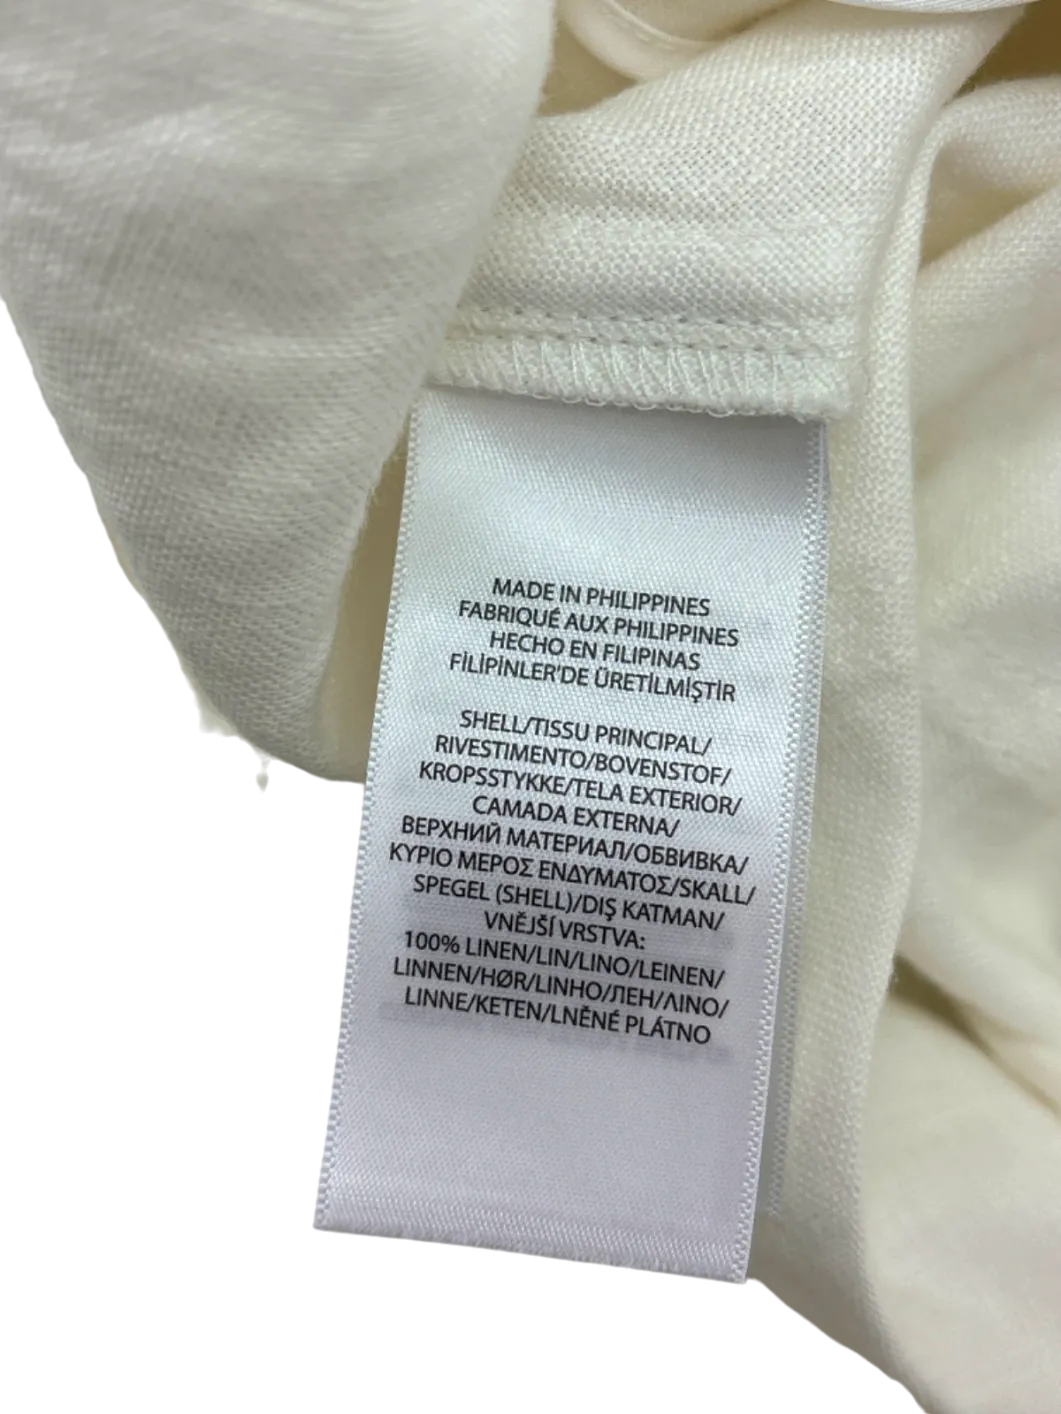 MADE IN PHILIPPINES
FABRIQUÉ AUX PHILIPPINES
HECHO EN FILIPINAS
FİLİPİNLER'DE ÜRETİLMİŞTİR
SHELL/TISSU PRINCIPAL/
RIVESTIMENTO/BOVENSTOF/
KROPSSTYKKE/TELA EXTERIOR/
CAMADA EXTERNA/
ВЕРХНИЙ МАТЕРИАЛ/ОБВИВКА/
ΚΥΡΙΟ ΜΕΡΟΣ ΕΝΔΥΜΑΤΟΣ/SKALL/
SPEGEL (SHELL)/DIŞ KATMAN/
VNĚJŠÍ VRSTVA:
100% LINEN/LIN/LINO/LEINEN/
LINNEN/HØR/LINHO/ЛЕН/ΛΙΝΟ/
LINNE/KETEN/LNĚNÉ PLÁTNO